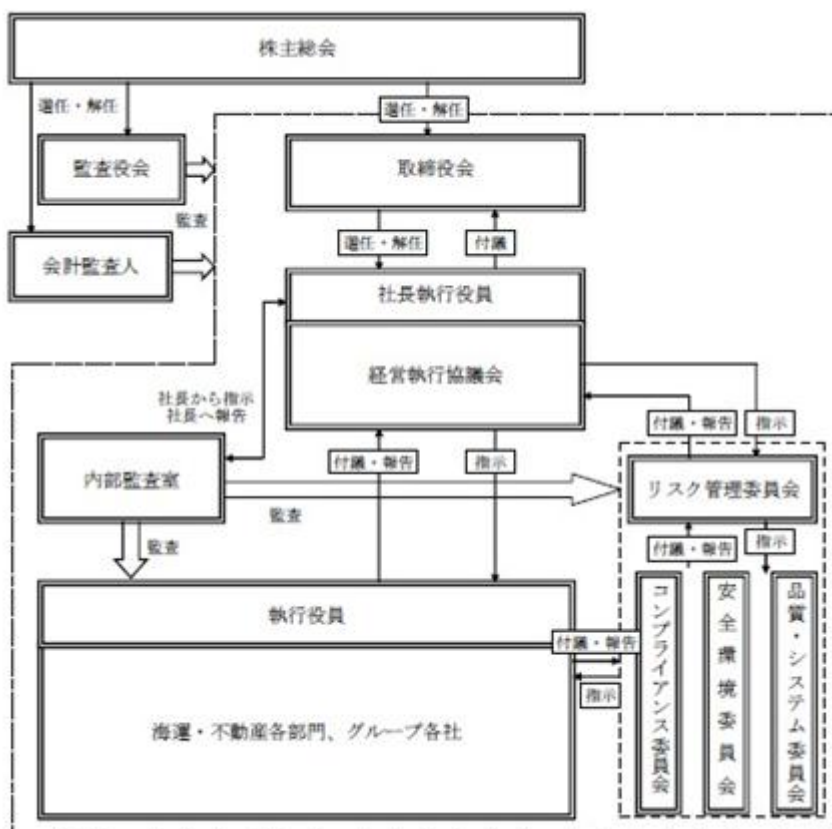 株主総会
選任・解任
選任・解任
監査役会
取締役会
監査
選任・解任
付議
会計監査人
社長執行役員
経営執行協議会
社長から指示
社長へ報告
付議・報告
指示
付議・報告
指示
内部監査室
リスク管理委員会
監査
監査
付議・報告
指示
執行役員
コンプライアンス委員会
安全環境委員会
品質・システム委員会
付議・報告
指示
海運・不動産各部門、グループ各社